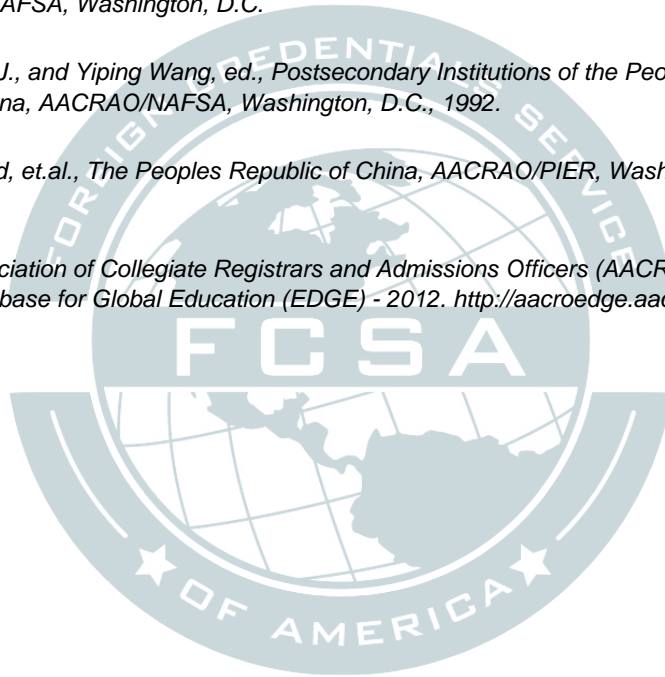 AFSA, Washington, D.C.
J., and Yiping Wang, ed., Postsecondary Institutions of the Peo
na, AACRAO/NAFSA, Washington, D.C., 1992.
d, et.al., The Peoples Republic of China, AACRAO/PIER, Wash
ciation of Collegiate Registrars and Admissions Officers (AACR
base for Global Education (EDGE) - 2012. http://aacroedge.aac
FOREIGN CREDENTIALS SERVICE
FCSA
OF AMERICA